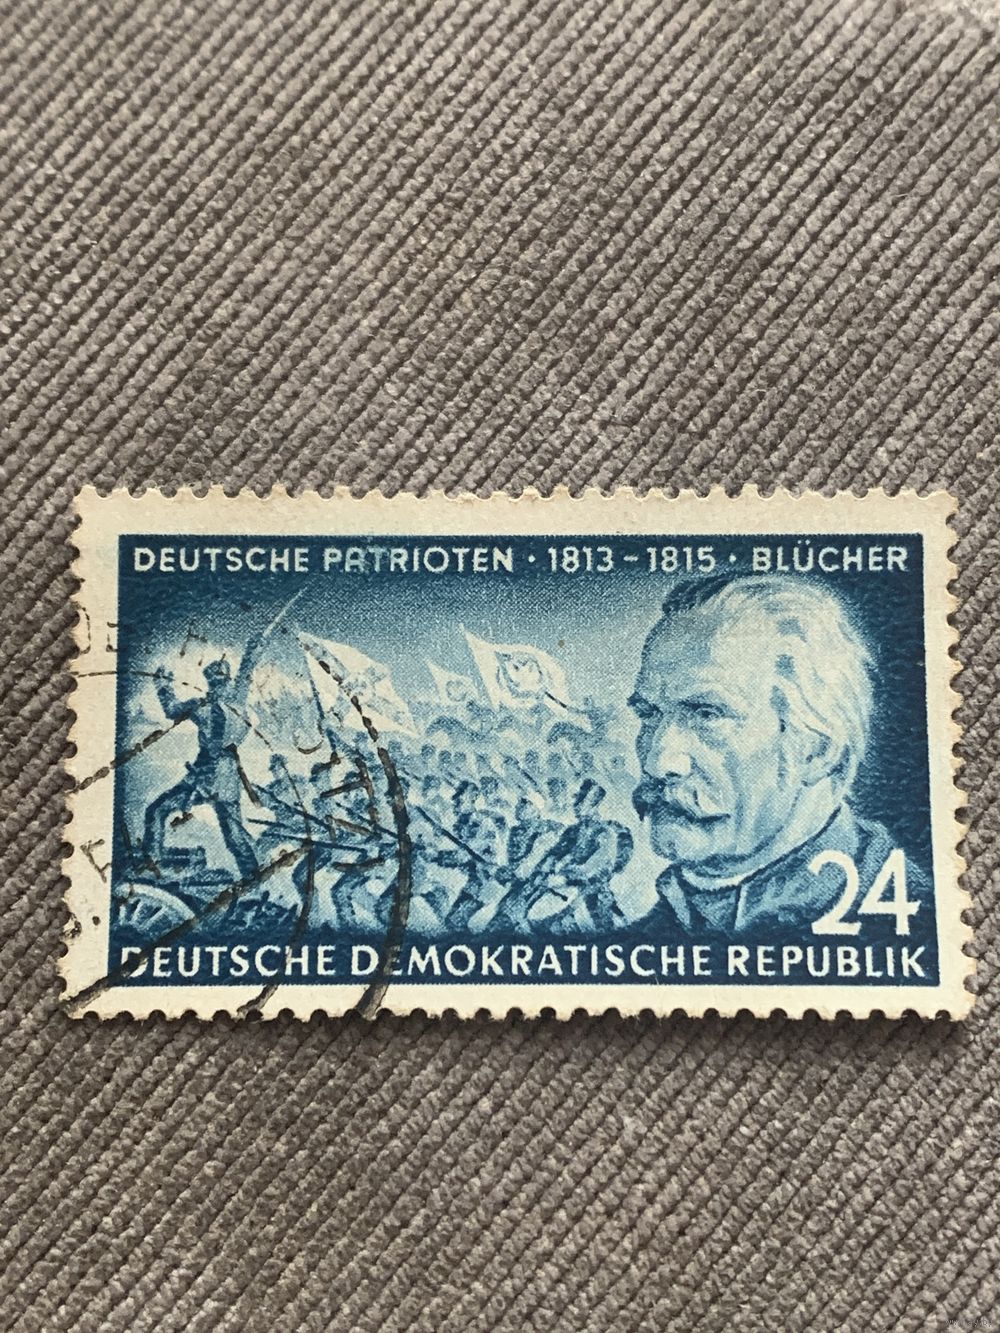 DEUTSCHE PATRIOTEN · 1813 – 1815 · BLÜCHER
24
DEUTSCHE DEMOKRATISCHE REPUBLIK